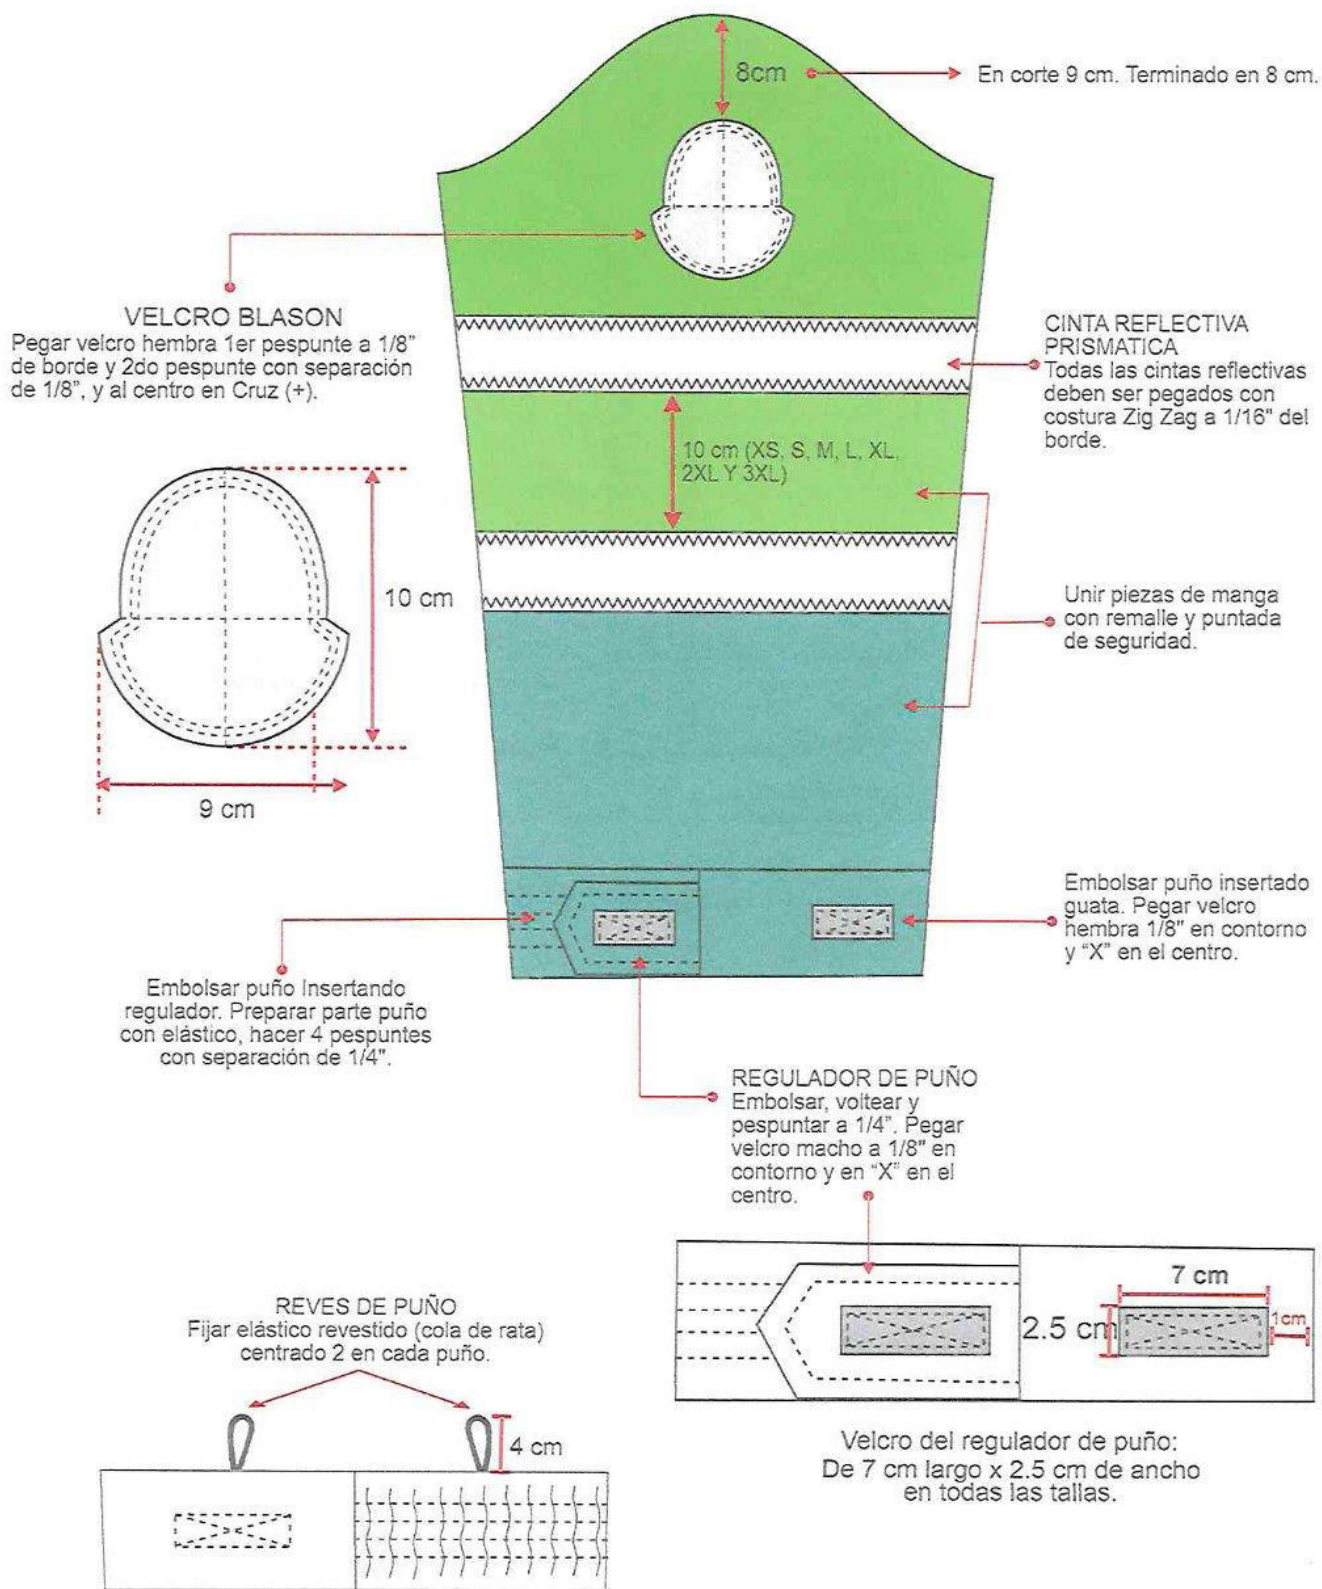 8cm
En corte 9 cm. Terminado en 8 cm.
VELCRO BLASON
Pegar velcro hembra 1er pespunte a 1/8"
de borde y 2do pespunte con separación
de 1/8", y al centro en Cruz (+).
CINTA REFLECTIVA
PRISMATICA
Todas las cintas reflectivas
deben ser pegados con
costura Zig Zag a 1/16" del
borde.
10 cm (XS, S, M, L, XL,
2XL Y 3XL)
10 cm
9 cm
Unir piezas de manga
con remalle y puntada
de seguridad.
Embolsar puño insertado
guata. Pegar velcro
hembra 1/8" en contorno
y "X" en el centro.
Embolsar puño Insertando
regulador. Preparar parte puño
con elástico, hacer 4 pespuntes
con separación de 1/4".
REGULADOR DE PUÑO
Embolsar, voltear y
pespuntar a 1/4". Pegar
velcro macho a 1/8" en
contorno y en "X" en el
centro.
7 cm
2.5 cm
1cm
REVES DE PUÑO
Fijar elástico revestido (cola de rata)
centrado 2 en cada puño.
4 cm
Velcro del regulador de puño:
De 7 cm largo x 2.5 cm de ancho
en todas las tallas.